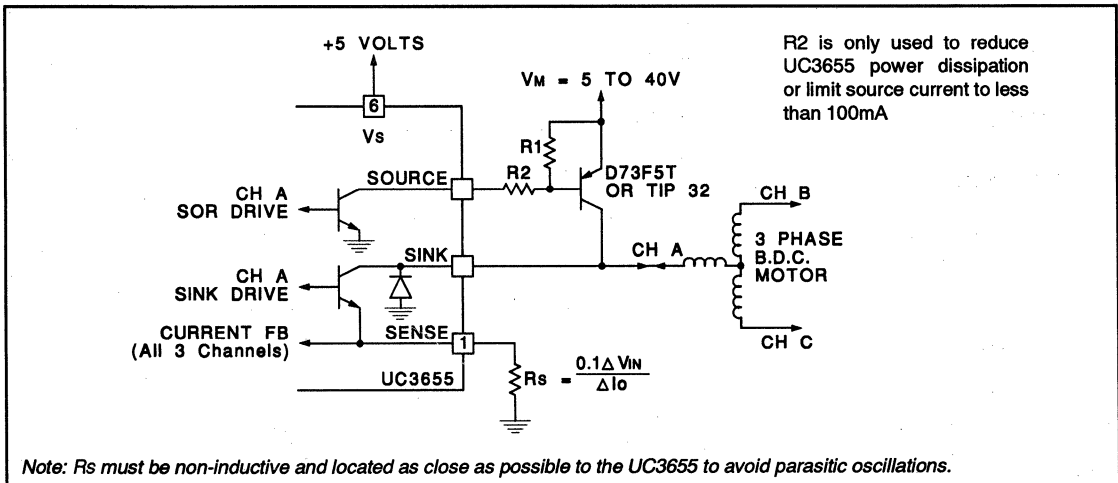 +5 VOLTS
6
Vs
VM = 5 TO 40V
R2 is only used to reduce
UC3655 power dissipation
or limit source current to less
than 100mA
R1
R2
D73F5T
OR TIP 32
SOURCE
CH A
SOR DRIVE
SINK
CH A
SINK DRIVE
CH A
CH B
3 PHASE
B.D.C.
MOTOR
CH C
CURRENT FB
(All 3 Channels)
SENSE
1
UC3655
Rs = 0.1Δ VIN
ΔIo
Note: Rs must be non-inductive and located as close as possible to the UC3655 to avoid parasitic oscillations.